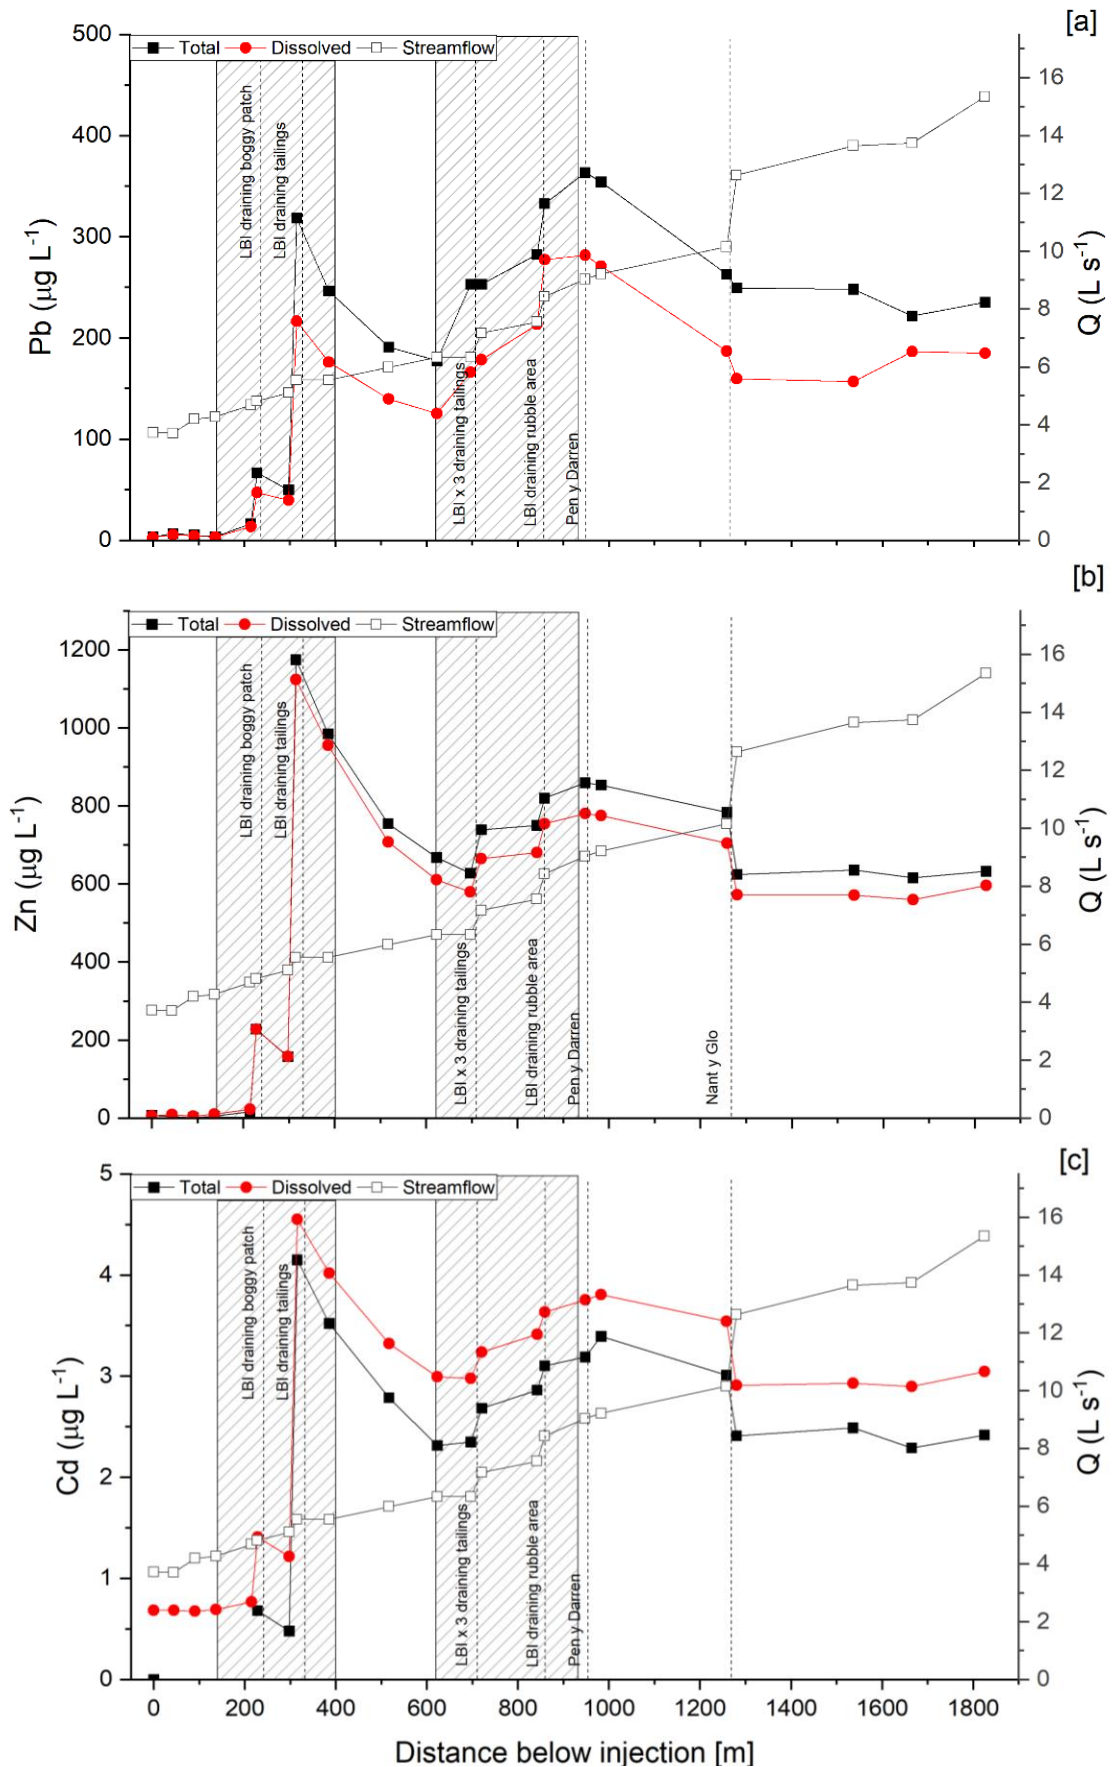 [a]
Total Dissolved Streamflow
500
400
300
200
100
0
Pb (µg L⁻¹)
16
14
12
10
8
6
4
2
0
Q (L s⁻¹)
LBI draining boggy patch
LBI draining tailings
LBI x 3 draining tailings
LBI draining rubble area
Pen y Darren
[b]
Total Dissolved Streamflow
1200
1000
800
600
400
200
0
Zn (µg L⁻¹)
16
14
12
10
8
6
4
2
0
Q (L s⁻¹)
LBI draining boggy patch
LBI draining tailings
LBI x 3 draining tailings
LBI draining rubble area
Pen y Darren
Nant y Glo
[c]
Total Dissolved Streamflow
5
4
3
2
1
0
Cd (µg L⁻¹)
16
14
12
10
8
6
4
2
0
Q (L s⁻¹)
LBI draining boggy patch
LBI draining tailings
LBI x 3 draining tailings
LBI draining rubble area
Pen y Darren
0 200 400 600 800 1000 1200 1400 1600 1800
Distance below injection [m]